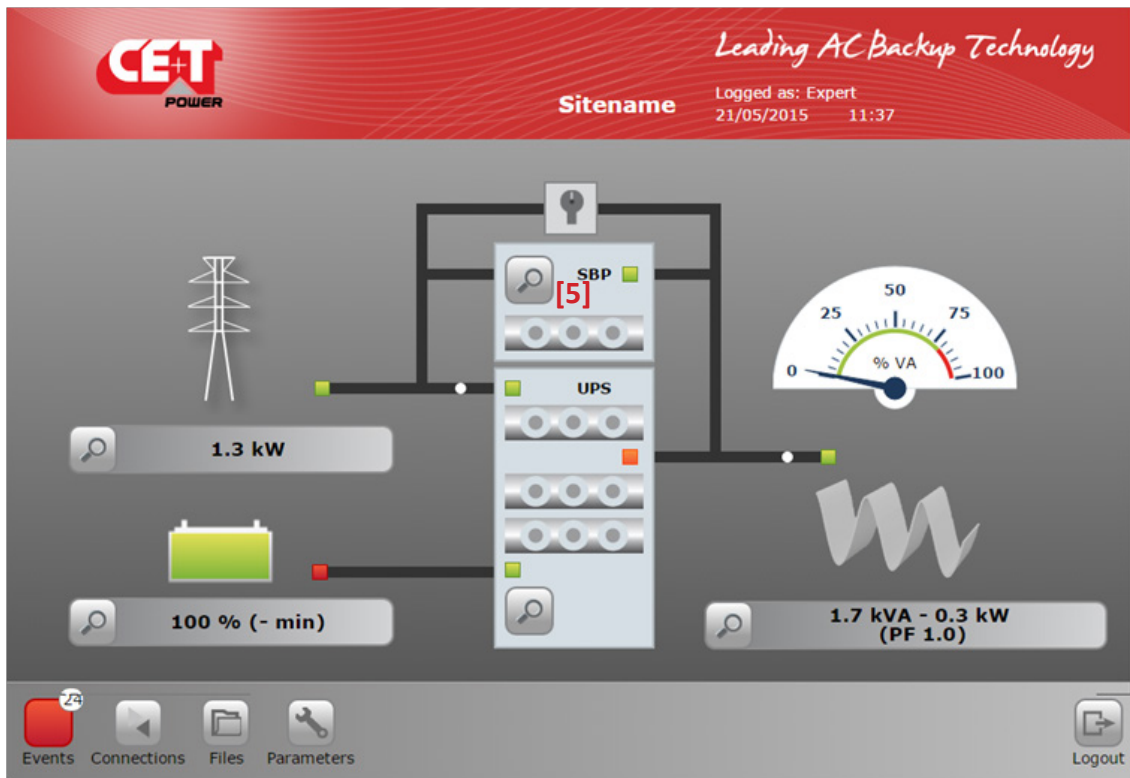 CE+T
POWER
Leading AC Backup Technology
Sitename
Logged as: Expert
21/05/2015 11:37
SBP
[5]
UPS
0
25
50
75
100
% VA
1.3 kW
100 % (- min)
1.7 kVA - 0.3 kW
(PF 1.0)
24
Events
Connections
Files
Parameters
Logout